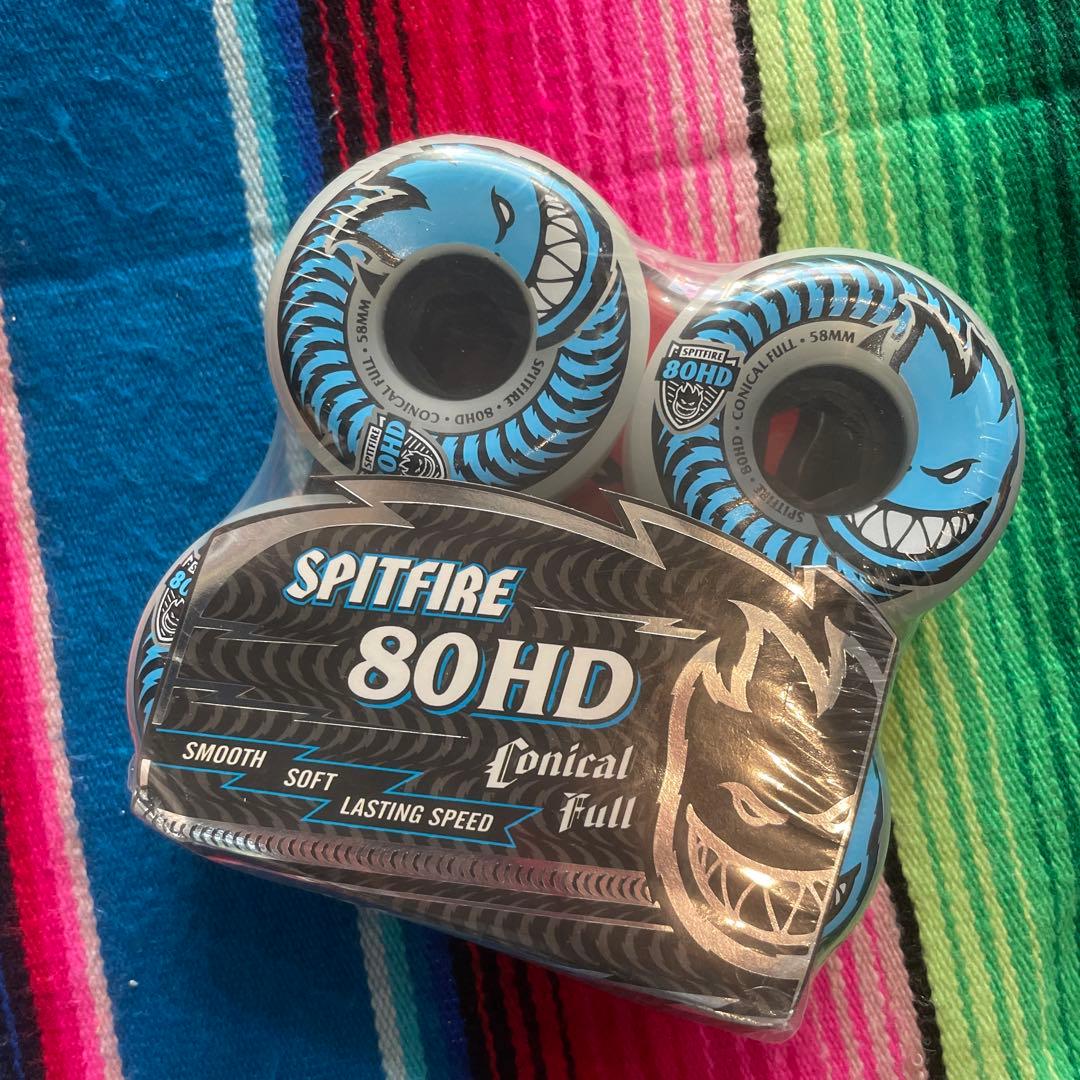 SPITFIRE • 80HD • CONICAL FULL • 58MM
SPITFIRE
80HD
SPITFIRE • 80HD • CONICAL FULL • 58MM
SPITFIRE
80HD
SPITFIRE
80HD
SMOOTH
SOFT
LASTING SPEED
Conical
Full